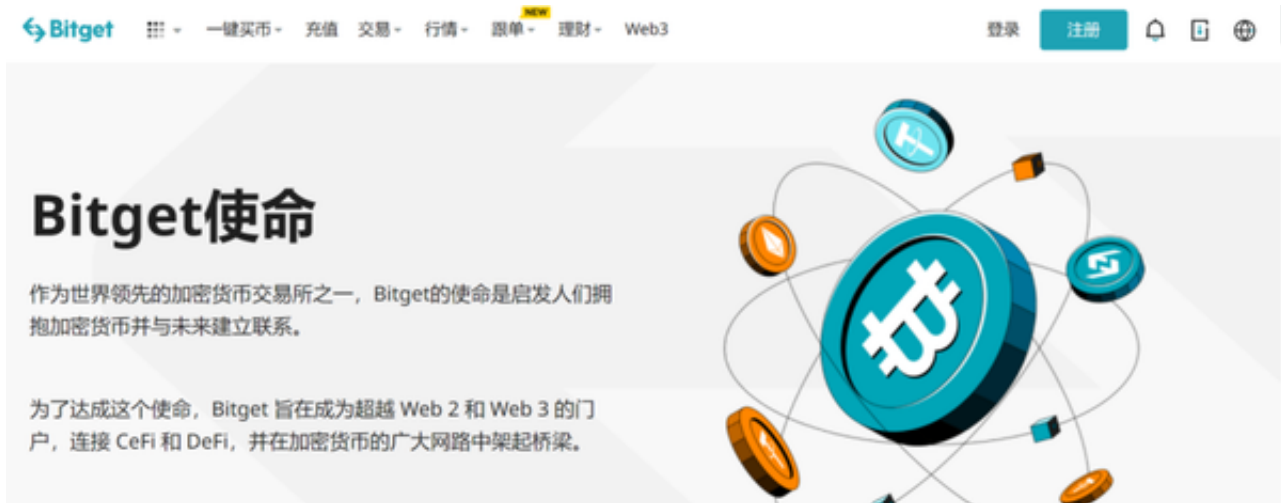 Bitget
一键买币 充值 交易 行情 跟单 NEW 理财 Web3 登录 注册
Bitget使命
作为世界领先的加密货币交易所之一，Bitget的使命是启发人们拥
抱加密货币并与未来建立联系。
为了达成这个使命，Bitget 旨在成为超越 Web 2 和 Web 3 的门
户，连接 CeFi 和 DeFi，并在加密货币的广大网路中架起桥梁。